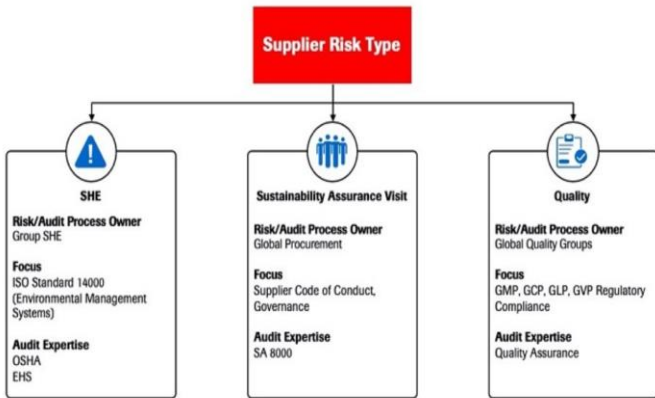 Supplier Risk Type
SHE
Risk/Audit Process Owner
Group SHE
Focus
ISO Standard 14000
(Environmental Management
Systems)
Audit Expertise
OSHA
EHS
Sustainability Assurance Visit
Risk/Audit Process Owner
Global Procurement
Focus
Supplier Code of Conduct,
Governance
Audit Expertise
SA 8000
Quality
Risk/Audit Process Owner
Global Quality Groups
Focus
GMP, GCP, GLP, GVP Regulatory
Compliance
Audit Expertise
Quality Assurance